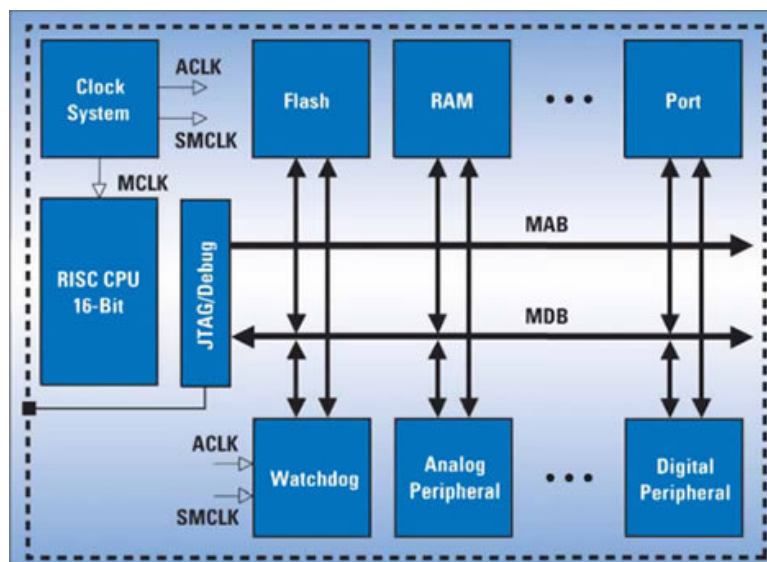 Clock
System
ACLK
SMCLK
Flash
RAM
Port
MCLK
RISC CPU
16-Bit
JTAG/Debug
MAB
MDB
ACLK
SMCLK
Watchdog
Analog
Peripheral
Digital
Peripheral